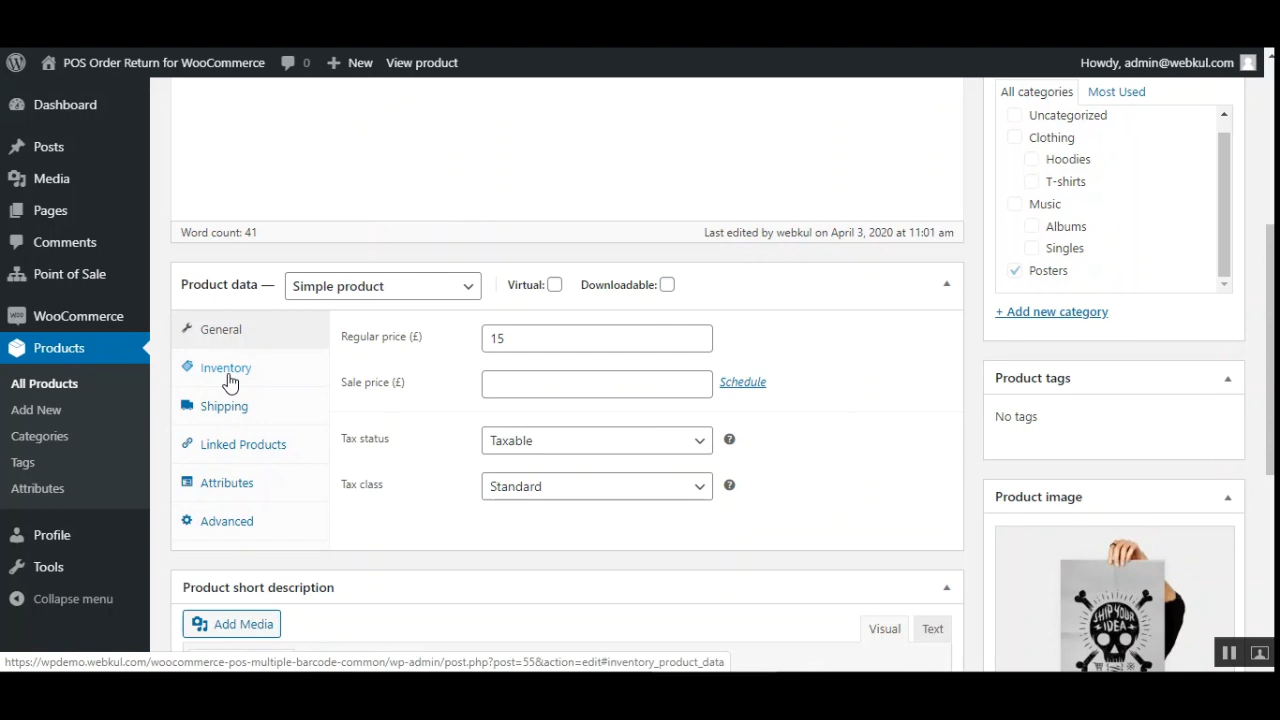 POS Order Return for WooCommerce
0
New
View product
Howdy, admin@webkul.com
Dashboard
Posts
Media
Pages
Comments
Point of Sale
WooCommerce
Products
All Products
Add New
Categories
Tags
Attributes
Profile
Tools
Collapse menu
Word count: 41
Last edited by webkul on April 3, 2020 at 11:01 am
Product data —
Simple product
Virtual:
Downloadable:
General
Inventory
Shipping
Linked Products
Attributes
Advanced
Regular price (£)
15
Sale price (£)
Schedule
Tax status
Taxable
Tax class
Standard
Product short description
Add Media
Visual
Text
All categories
Most Used
Uncategorized
Clothing
Hoodies
T-shirts
Music
Albums
Singles
Posters
+ Add new category
Product tags
No tags
Product image
SHIP YOUR
IDEA
https://wpdemo.webkul.com/woocommerce-pos-multiple-barcode-common/wp-admin/post.php?post=55&action=edit#inventory_product_data